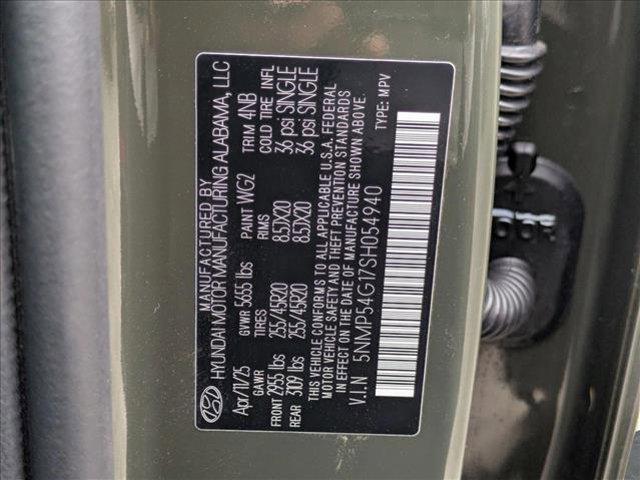 MANUFACTURED BY
HYUNDAI MOTOR MANUFACTURING ALABAMA, LLC
Apr/11/25 GVWR 5655 lbs PAINT WG2 TRIM 4NB
GAWR TIRES RIMS COLD TIRE INFL
FRONT 2955 lbs 255/45R20 8.5JX20 36 psi SINGLE
REAR 3109 lbs 255/45R20 8.5JX20 36 psi SINGLE
THIS VEHICLE CONFORMS TO ALL APPLICABLE U.S.A. FEDERAL
MOTOR VEHICLE SAFETY AND THEFT PREVENTION STANDARDS
IN EFFECT ON THE DATE OF MANUFACTURE SHOWN ABOVE.
V.I.N 5NMP54G17SH054940 TYPE: MPV